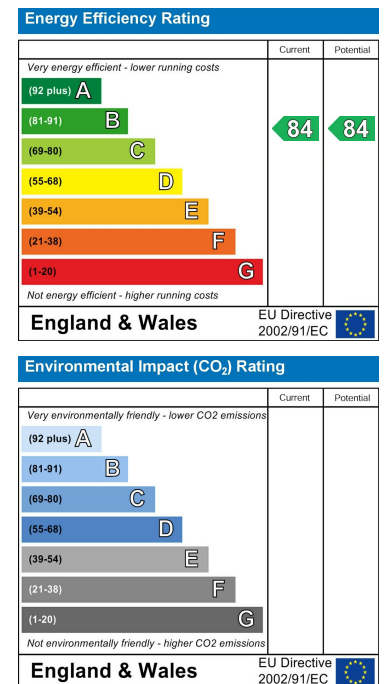 Energy Efficiency Rating
Current Potential
Very energy efficient - lower running costs
(92 plus) A
(81-91) B
84 84
(69-80) C
(55-68) D
(39-54) E
(21-38) F
(1-20) G
Not energy efficient - higher running costs
England & Wales
EU Directive
2002/91/EC
Environmental Impact (CO₂) Rating
Current Potential
Very environmentally friendly - lower CO2 emissions
(92 plus) A
(81-91) B
(69-80) C
(55-68) D
(39-54) E
(21-38) F
(1-20) G
Not environmentally friendly - higher CO2 emissions
England & Wales
EU Directive
2002/91/EC